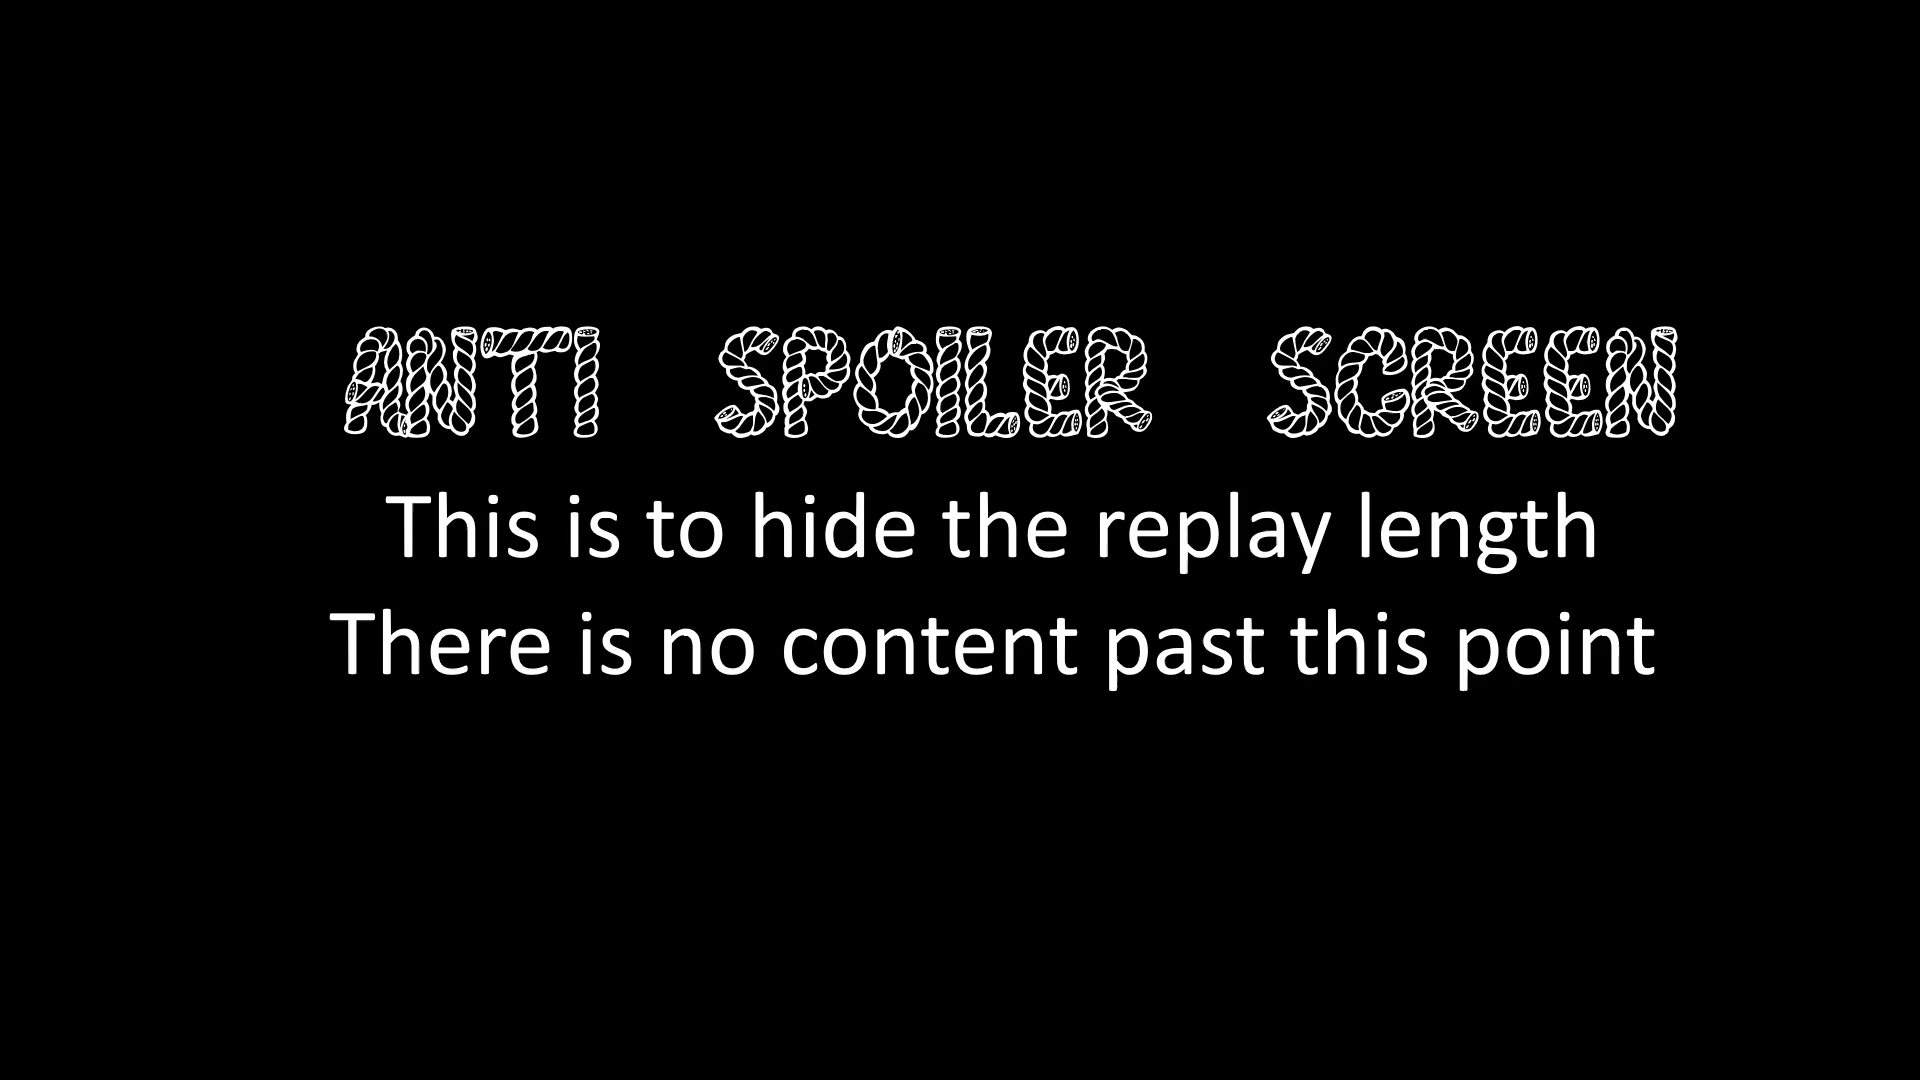 ANTI SPOILER SCREEN
This is to hide the replay length
There is no content past this point